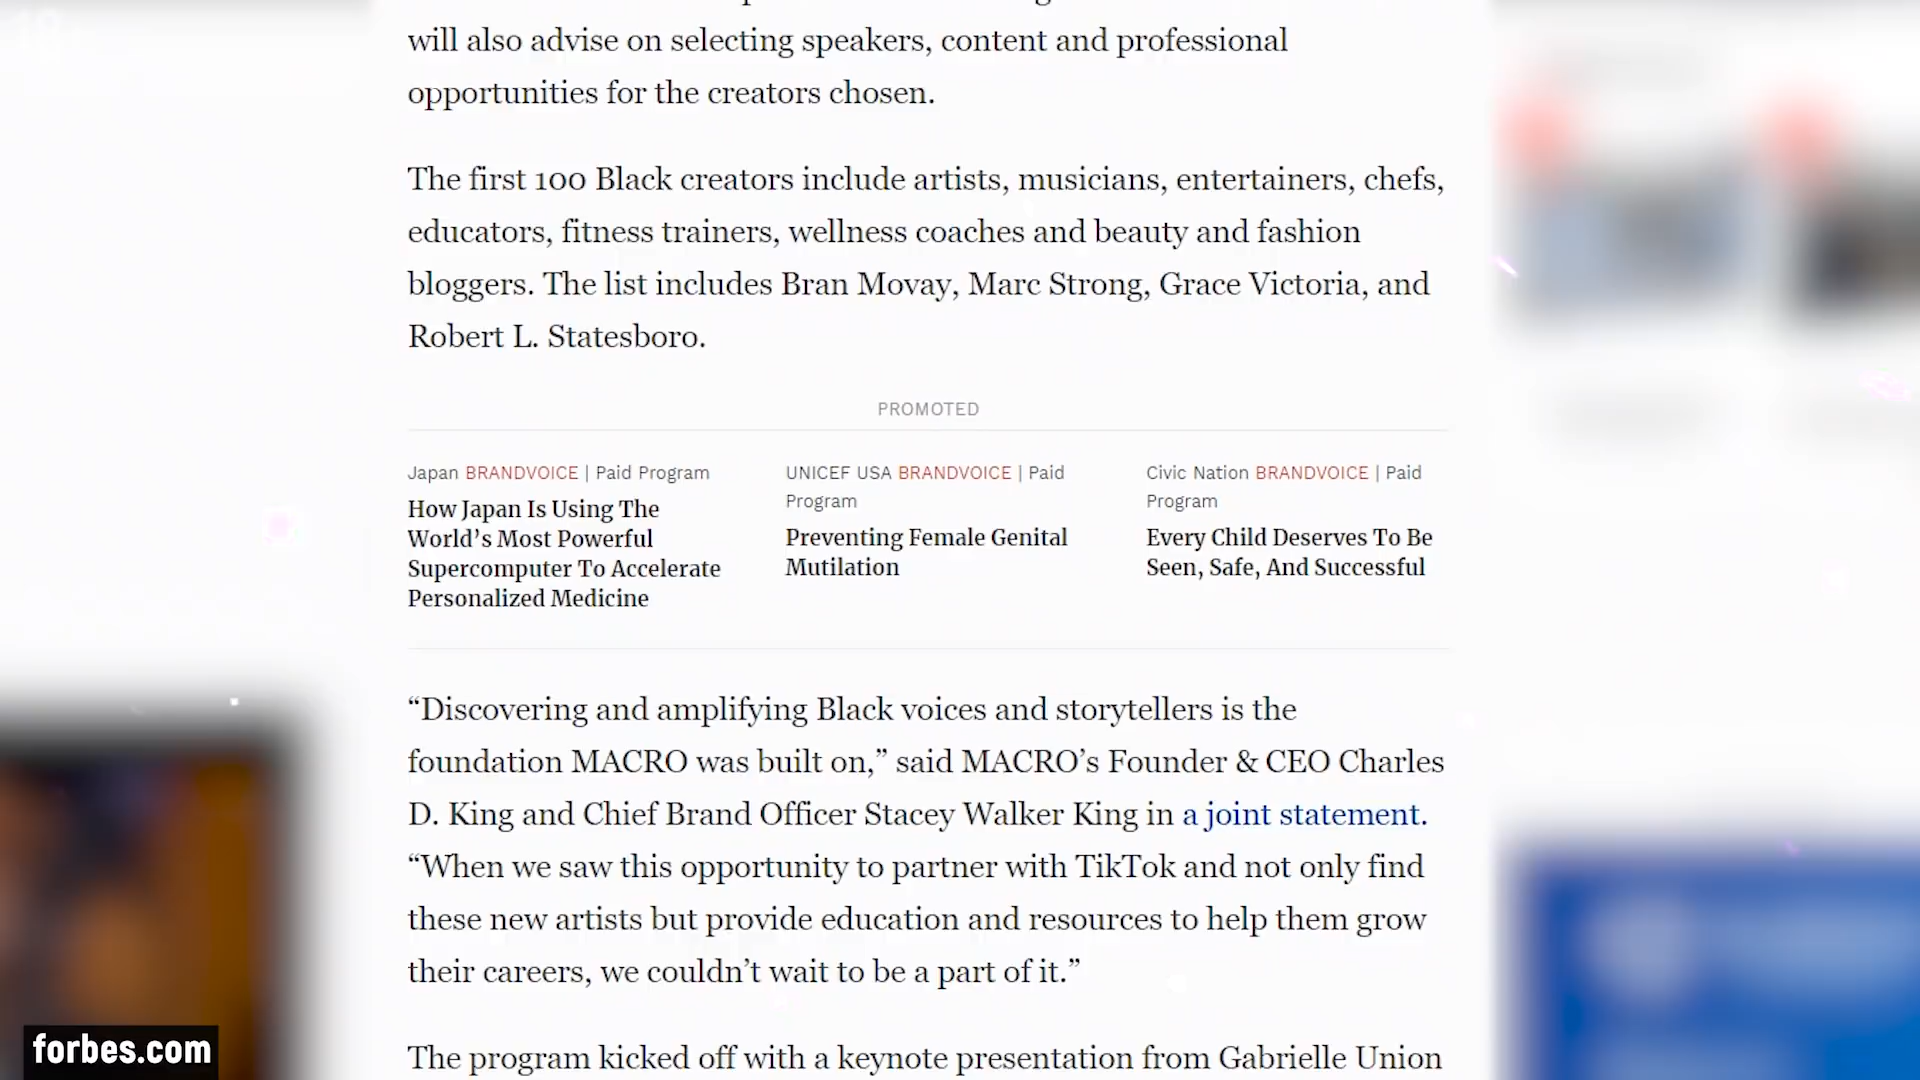 will also advise on selecting speakers, content and professional
opportunities for the creators chosen.
The first 100 Black creators include artists, musicians, entertainers, chefs,
educators, fitness trainers, wellness coaches and beauty and fashion
bloggers. The list includes Bran Movay, Marc Strong, Grace Victoria, and
Robert L. Statesboro.
PROMOTED
Japan BRANDVOICE | Paid Program
How Japan Is Using The
World’s Most Powerful
Supercomputer To Accelerate
Personalized Medicine
UNICEF USA BRANDVOICE | Paid
Program
Preventing Female Genital
Mutilation
Civic Nation BRANDVOICE | Paid
Program
Every Child Deserves To Be
Seen, Safe, And Successful
“Discovering and amplifying Black voices and storytellers is the
foundation MACRO was built on,” said MACRO’s Founder & CEO Charles
D. King and Chief Brand Officer Stacey Walker King in a joint statement.
“When we saw this opportunity to partner with TikTok and not only find
these new artists but provide education and resources to help them grow
their careers, we couldn’t wait to be a part of it.”
The program kicked off with a keynote presentation from Gabrielle Union
forbes.com